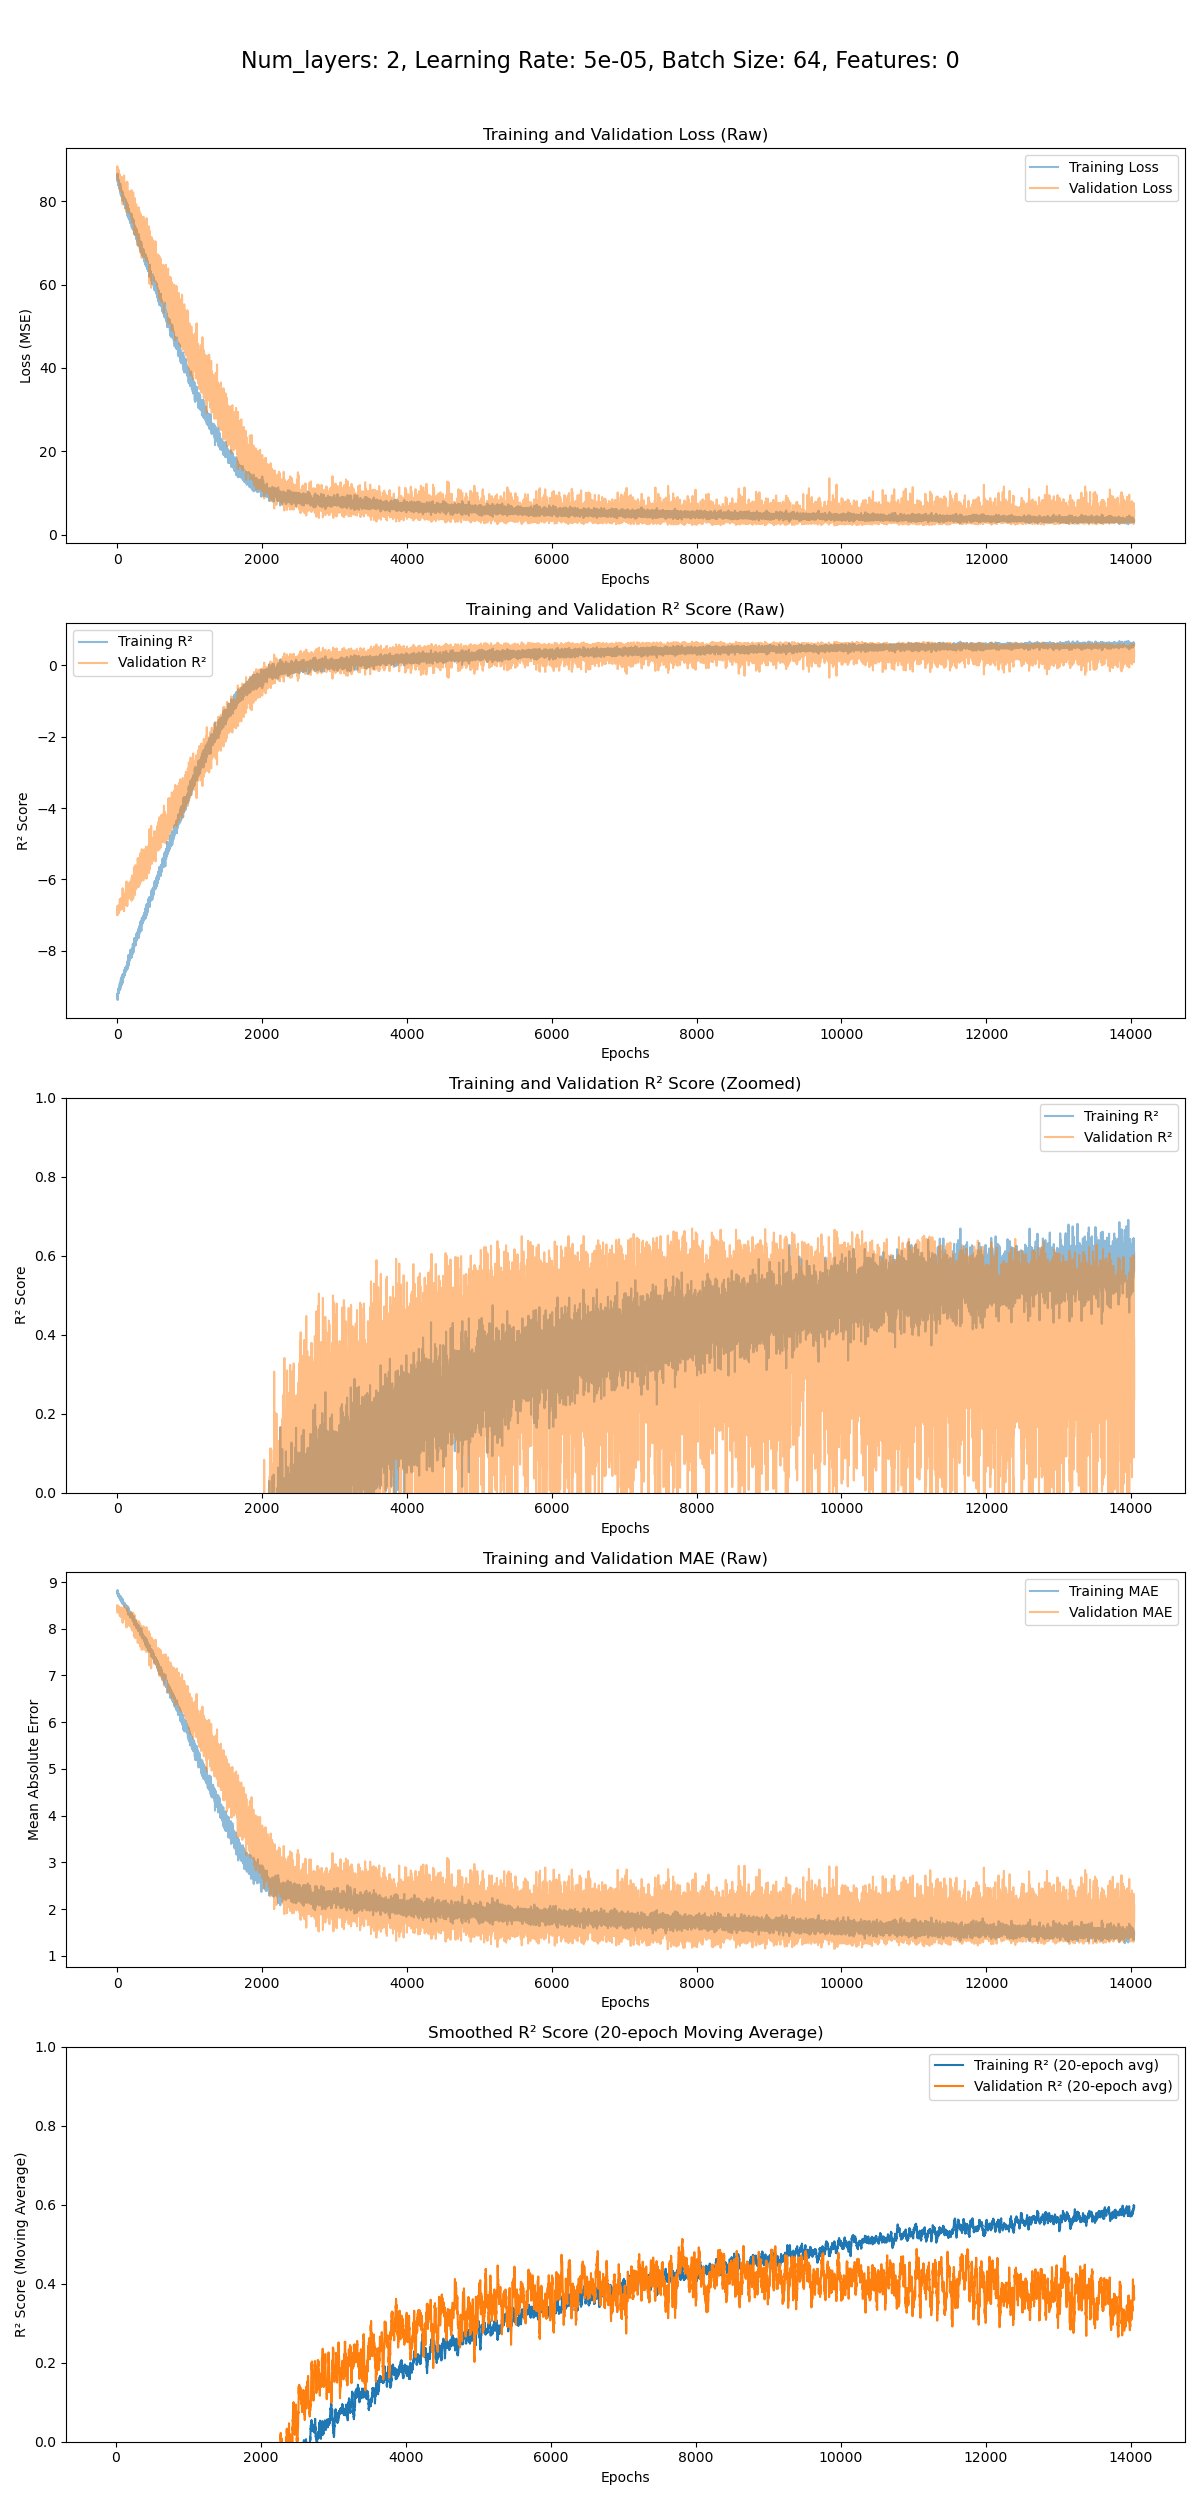 Num_layers: 2, Learning Rate: 5e-05, Batch Size: 64, Features: 0
Training and Validation Loss (Raw)
Training Loss
Validation Loss
80
60
40
20
0
Loss (MSE)
0 2000 4000 6000 8000 10000 12000 14000
Epochs
Training and Validation R² Score (Raw)
Training R²
Validation R²
0
−2
−4
−6
−8
R² Score
0 2000 4000 6000 8000 10000 12000 14000
Epochs
Training and Validation R² Score (Zoomed)
Training R²
Validation R²
1.0
0.8
0.6
0.4
0.2
0.0
R² Score
0 2000 4000 6000 8000 10000 12000 14000
Epochs
Training and Validation MAE (Raw)
Training MAE
Validation MAE
9
8
7
6
5
4
3
2
1
Mean Absolute Error
0 2000 4000 6000 8000 10000 12000 14000
Epochs
Smoothed R² Score (20-epoch Moving Average)
Training R² (20-epoch avg)
Validation R² (20-epoch avg)
1.0
0.8
0.6
0.4
0.2
0.0
R² Score (Moving Average)
0 2000 4000 6000 8000 10000 12000 14000
Epochs